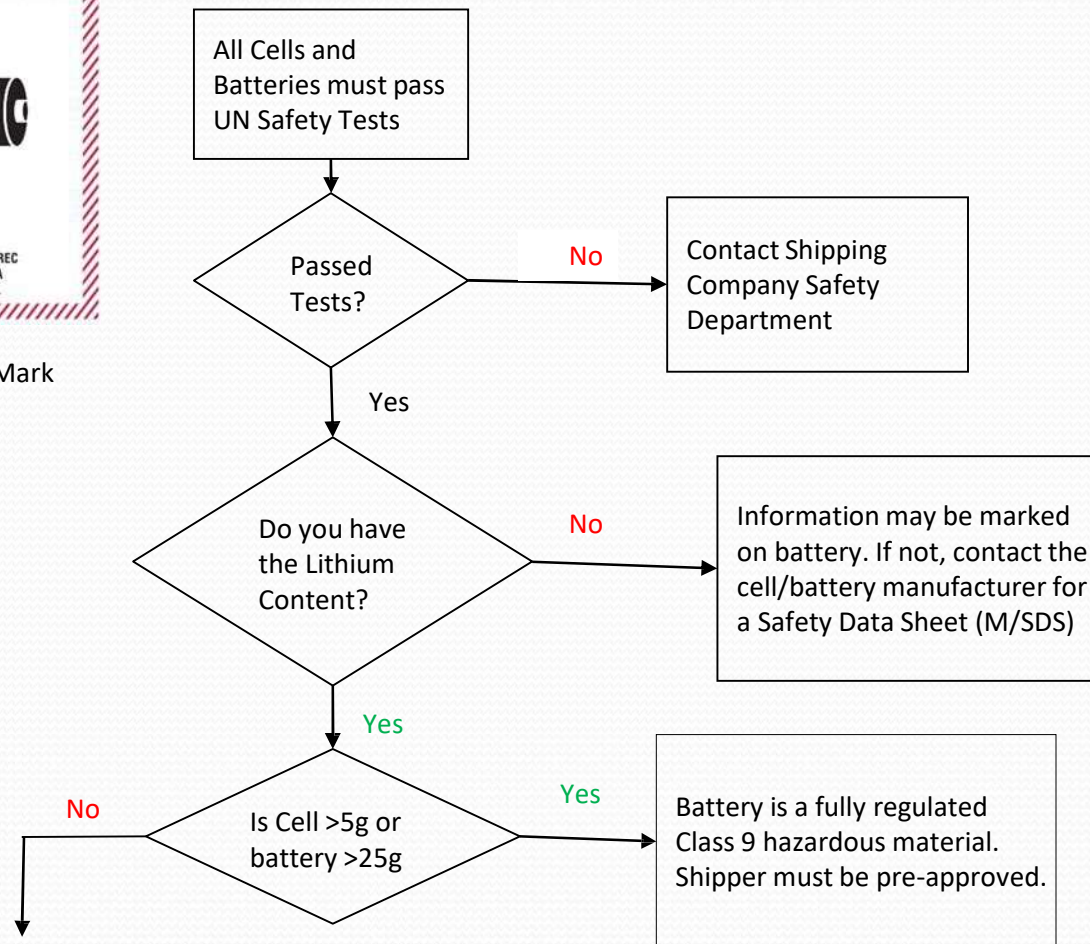 All Cells and
Batteries must pass
UN Safety Tests
REC
A
Mark
Passed
Tests?
No
Contact Shipping
Company Safety
Department
Yes
Do you have
the Lithium
Content?
No
Information may be marked
on battery. If not, contact the
cell/battery manufacturer for
a Safety Data Sheet (M/SDS)
Yes
No
Is Cell >5g or
battery >25g
Yes
Battery is a fully regulated
Class 9 hazardous material.
Shipper must be pre-approved.